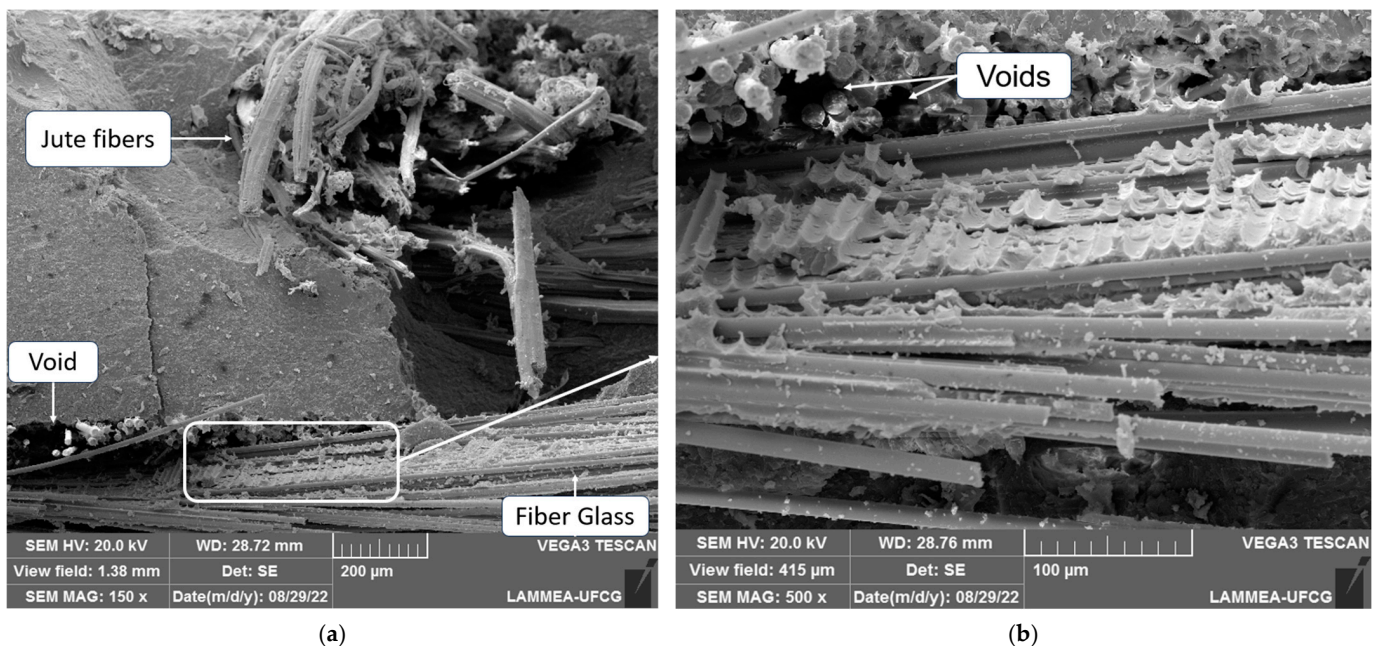 Jute fibers
Void
Fiber Glass
SEM HV: 20.0 kV
WD: 28.72 mm
VEGA3 TESCAN
View field: 1.38 mm
Det: SE
200 µm
SEM MAG: 150 x
Date(m/d/y): 08/29/22
LAMMEA-UFCG
(a)
Voids
SEM HV: 20.0 kV
WD: 28.76 mm
VEGA3 TESCAN
View field: 415 µm
Det: SE
100 µm
SEM MAG: 500 x
Date(m/d/y): 08/29/22
LAMMEA-UFCG
(b)